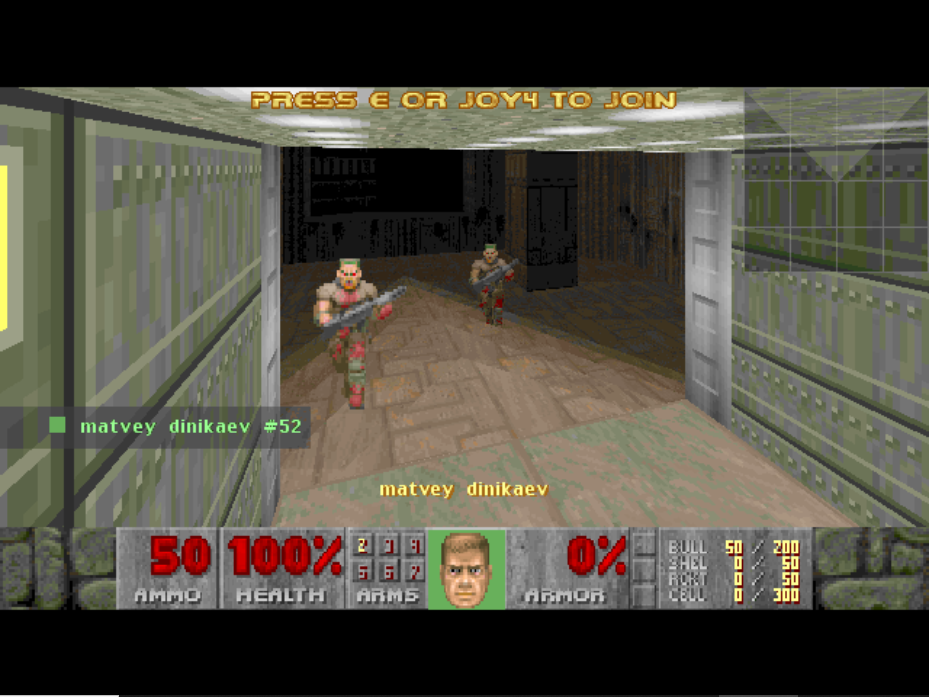 PRESS E OR JOY4 TO JOIN
matvey dinikaev #52
matvey dinikaev
50 100% 2 3 4 0% BULL 50 / 200
5 6 7 SHEL 0 / 50
RCKT 0 / 50
AMMO HEALTH ARMS ARMOR CELL 0 / 300